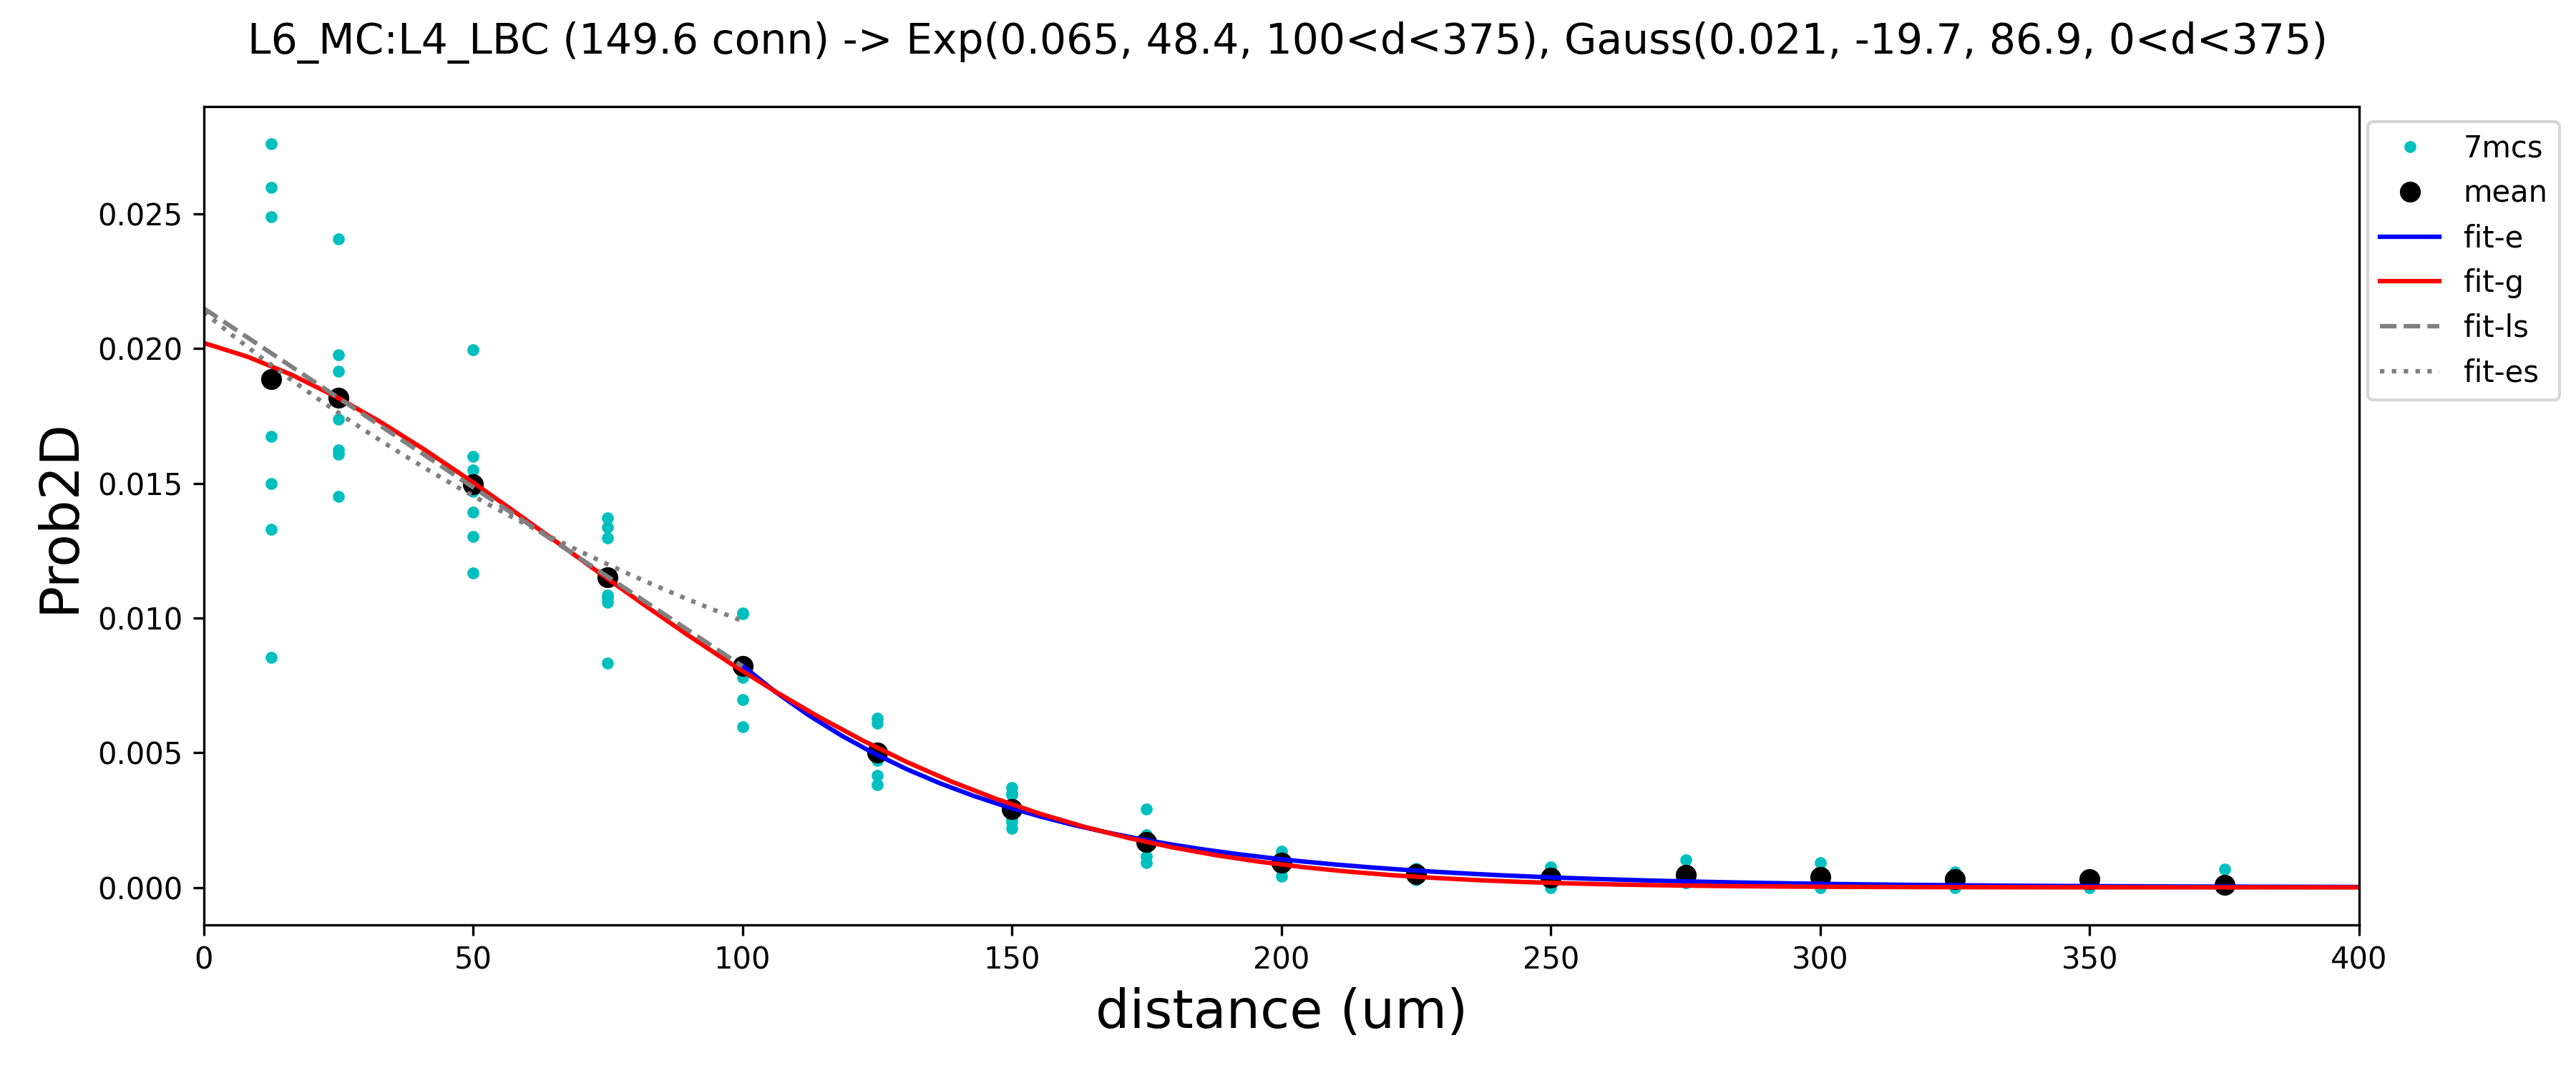 L6_MC:L4_LBC (149.6 conn) -> Exp(0.065, 48.4, 100<d<375), Gauss(0.021, -19.7, 86.9, 0<d<375)
7mcs
mean
fit-e
fit-g
fit-ls
fit-es
Prob2D
0.025
0.020
0.015
0.010
0.005
0.000
0 50 100 150 200 250 300 350 400
distance (um)